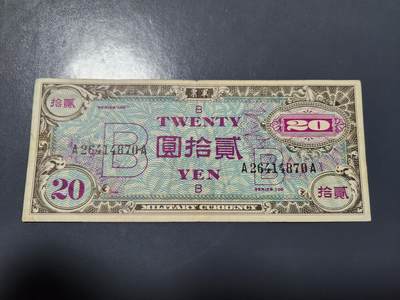 拾貳
B
SERIES 100
TWENTY
20
B
圓拾貳
A26414870A
A26414870A
B
YEN
B
SERIES 100
20
拾貳
MILITARY CURRENCY